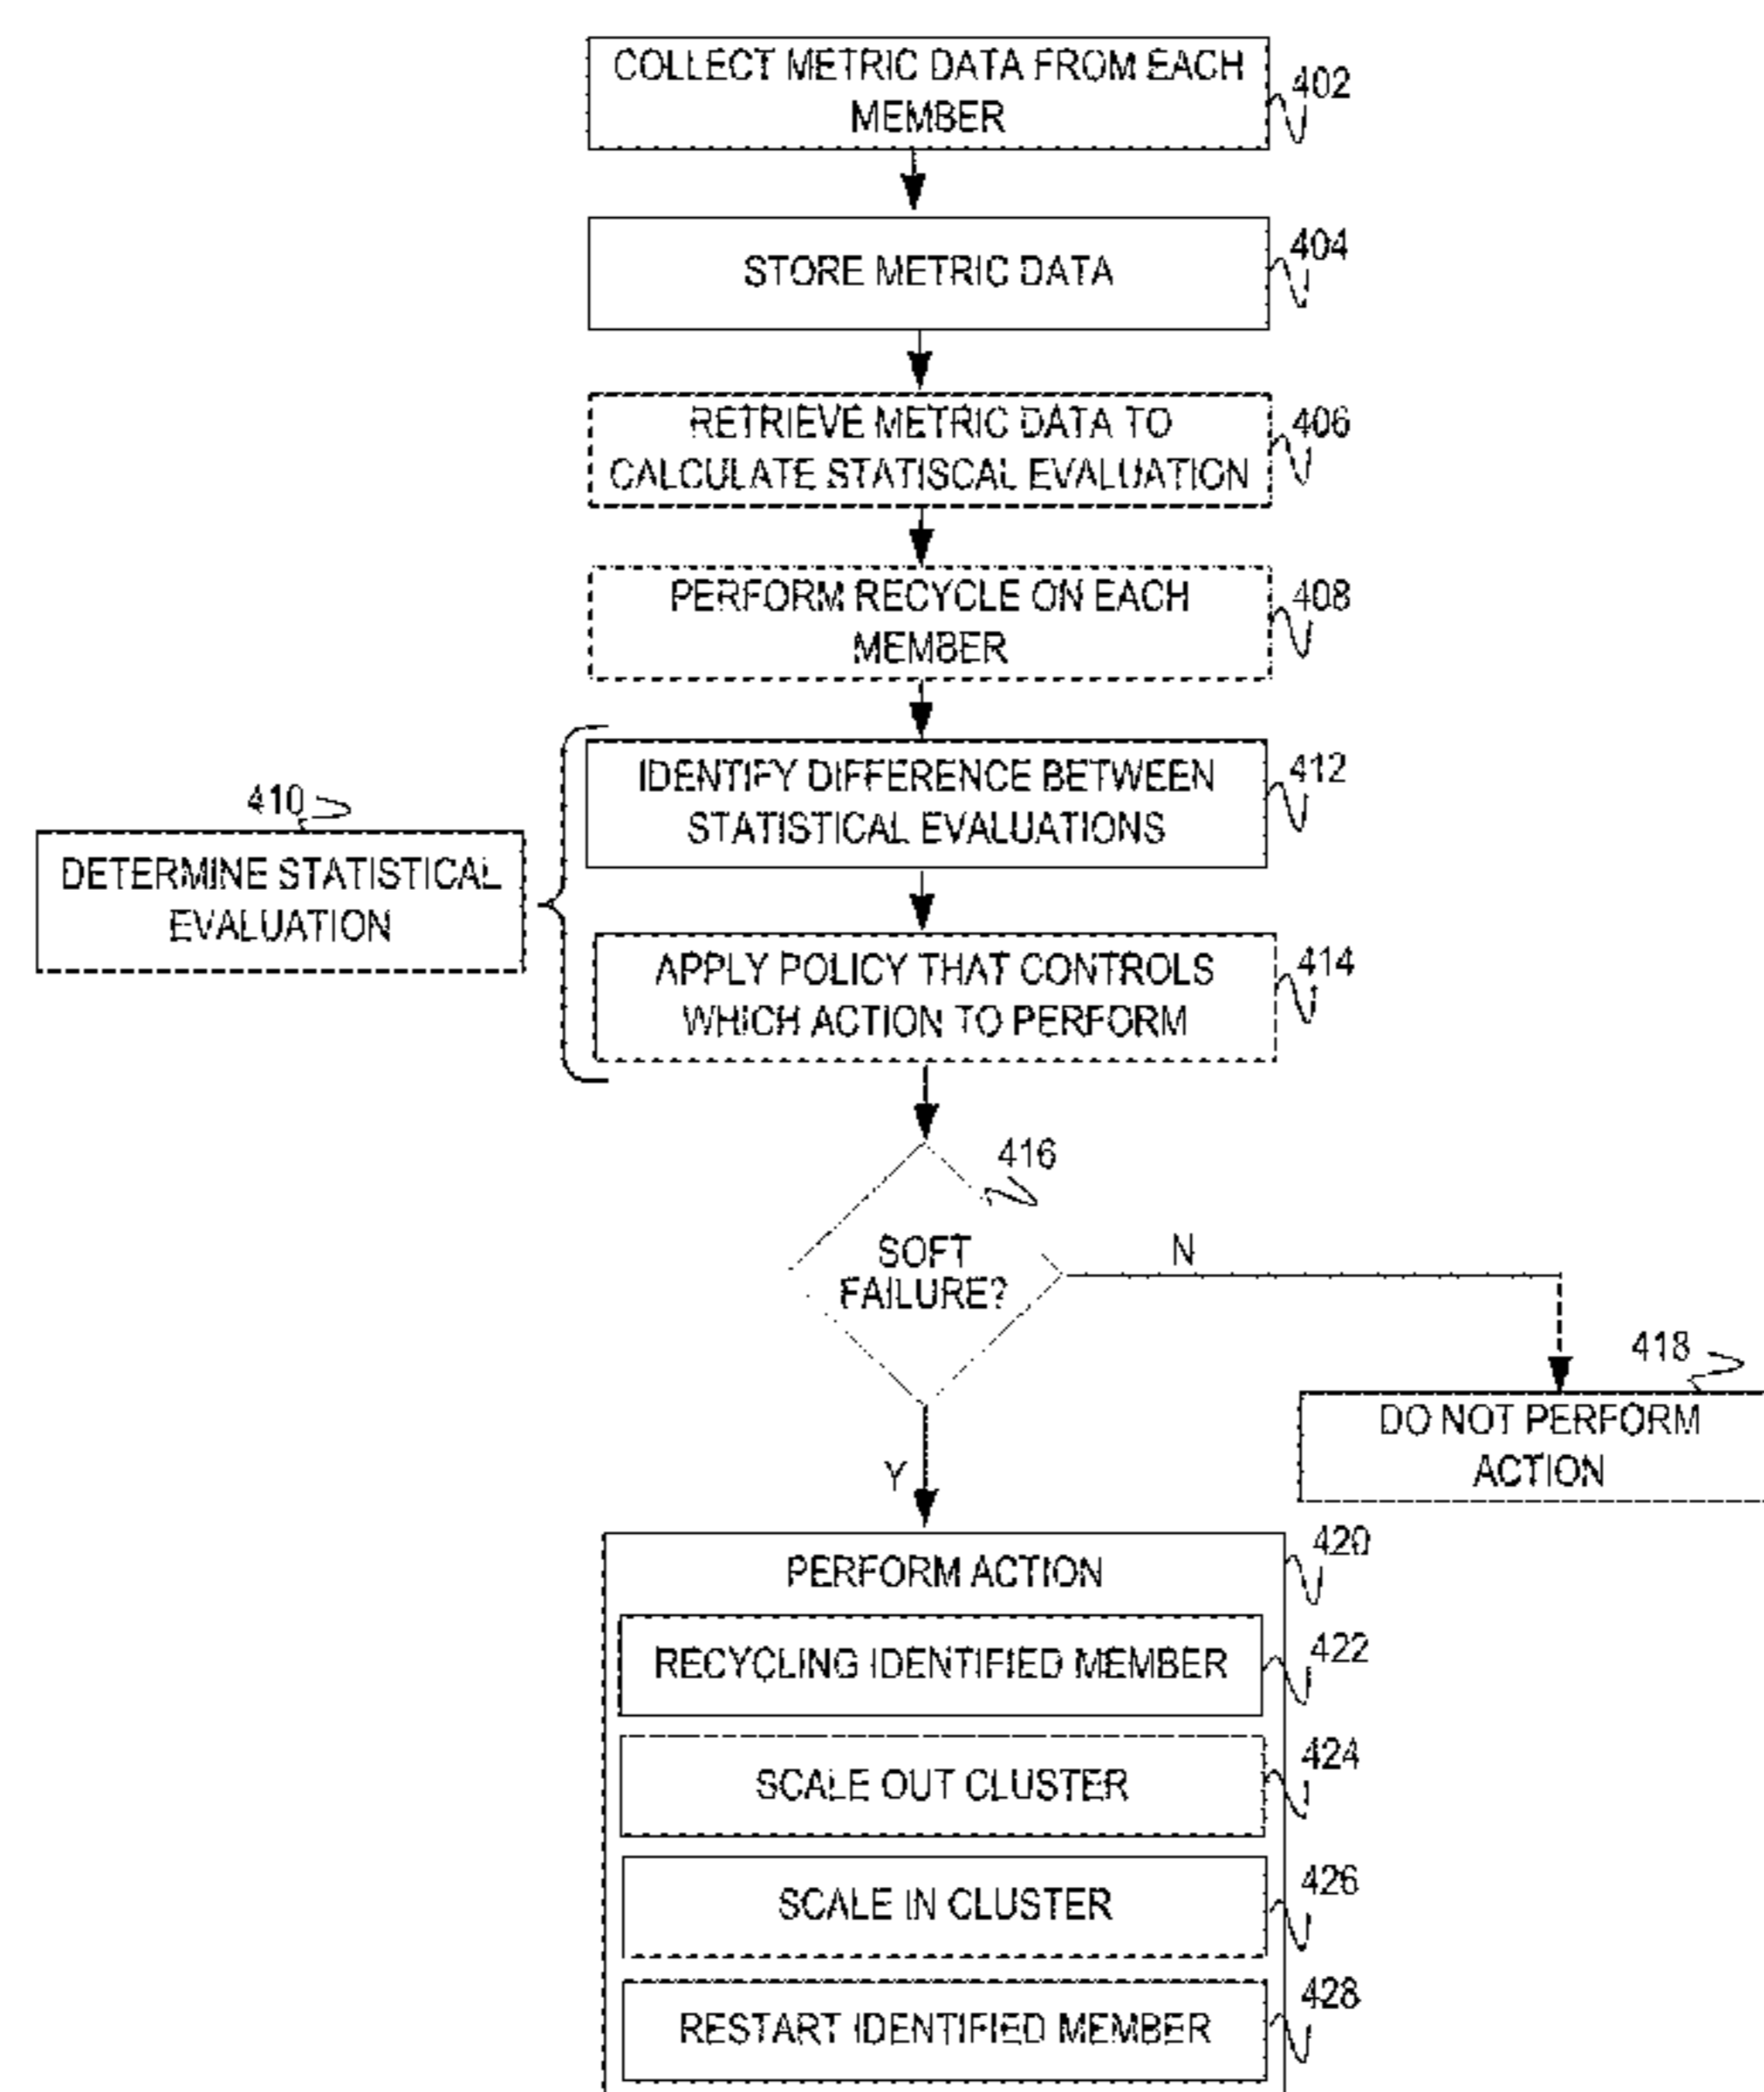 COLLECT METRIC DATA FROM EACH
MEMBER
402
STORE METRIC DATA
404
RETRIEVE METRIC DATA TO
CALCULATE STATISCAL EVALUATION
406
PERFORM RECYCLE ON EACH
MEMBER
408
410
DETERMINE STATISTICAL
EVALUATION
IDENTIFY DIFFERENCE BETWEEN
STATISTICAL EVALUATIONS
412
APPLY POLICY THAT CONTROLS
WHICH ACTION TO PERFORM
414
416
SOFT
FAILURE?
N
418
DO NOT PERFORM
ACTION
Y
PERFORM ACTION
420
RECYCLING IDENTIFIED MEMBER
422
SCALE OUT CLUSTER
424
SCALE IN CLUSTER
426
RESTART IDENTIFIED MEMBER
428